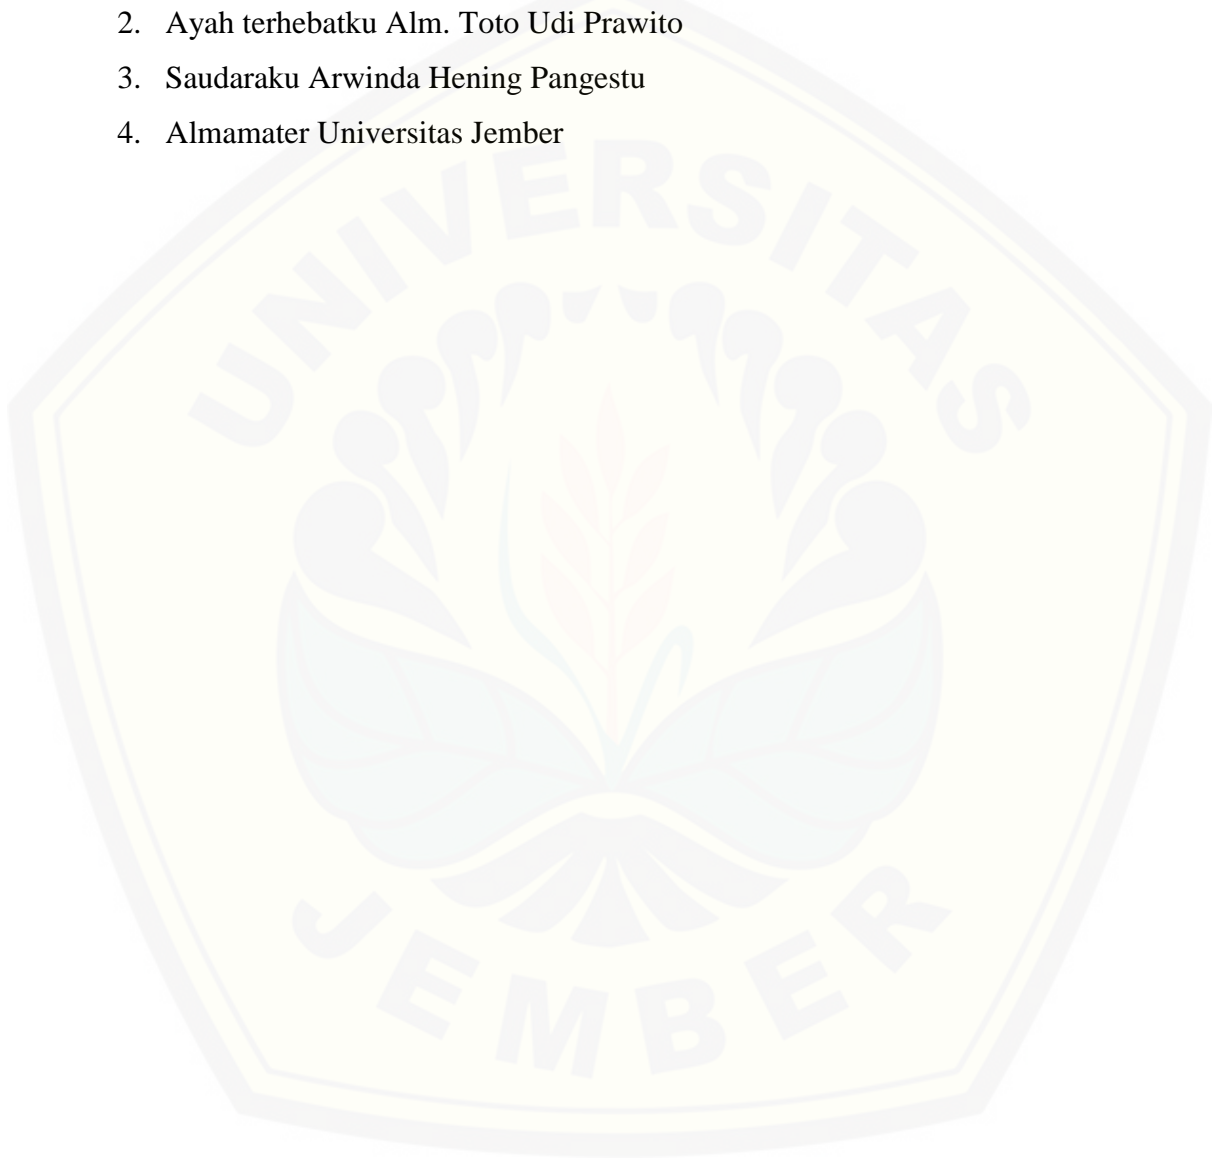 2. Ayah terhebatku Alm. Toto Udi Prawito
3. Saudaraku Arwinda Hening Pangestu
4. Almamater Universitas Jember
UNIVERSITAS
JEMBER